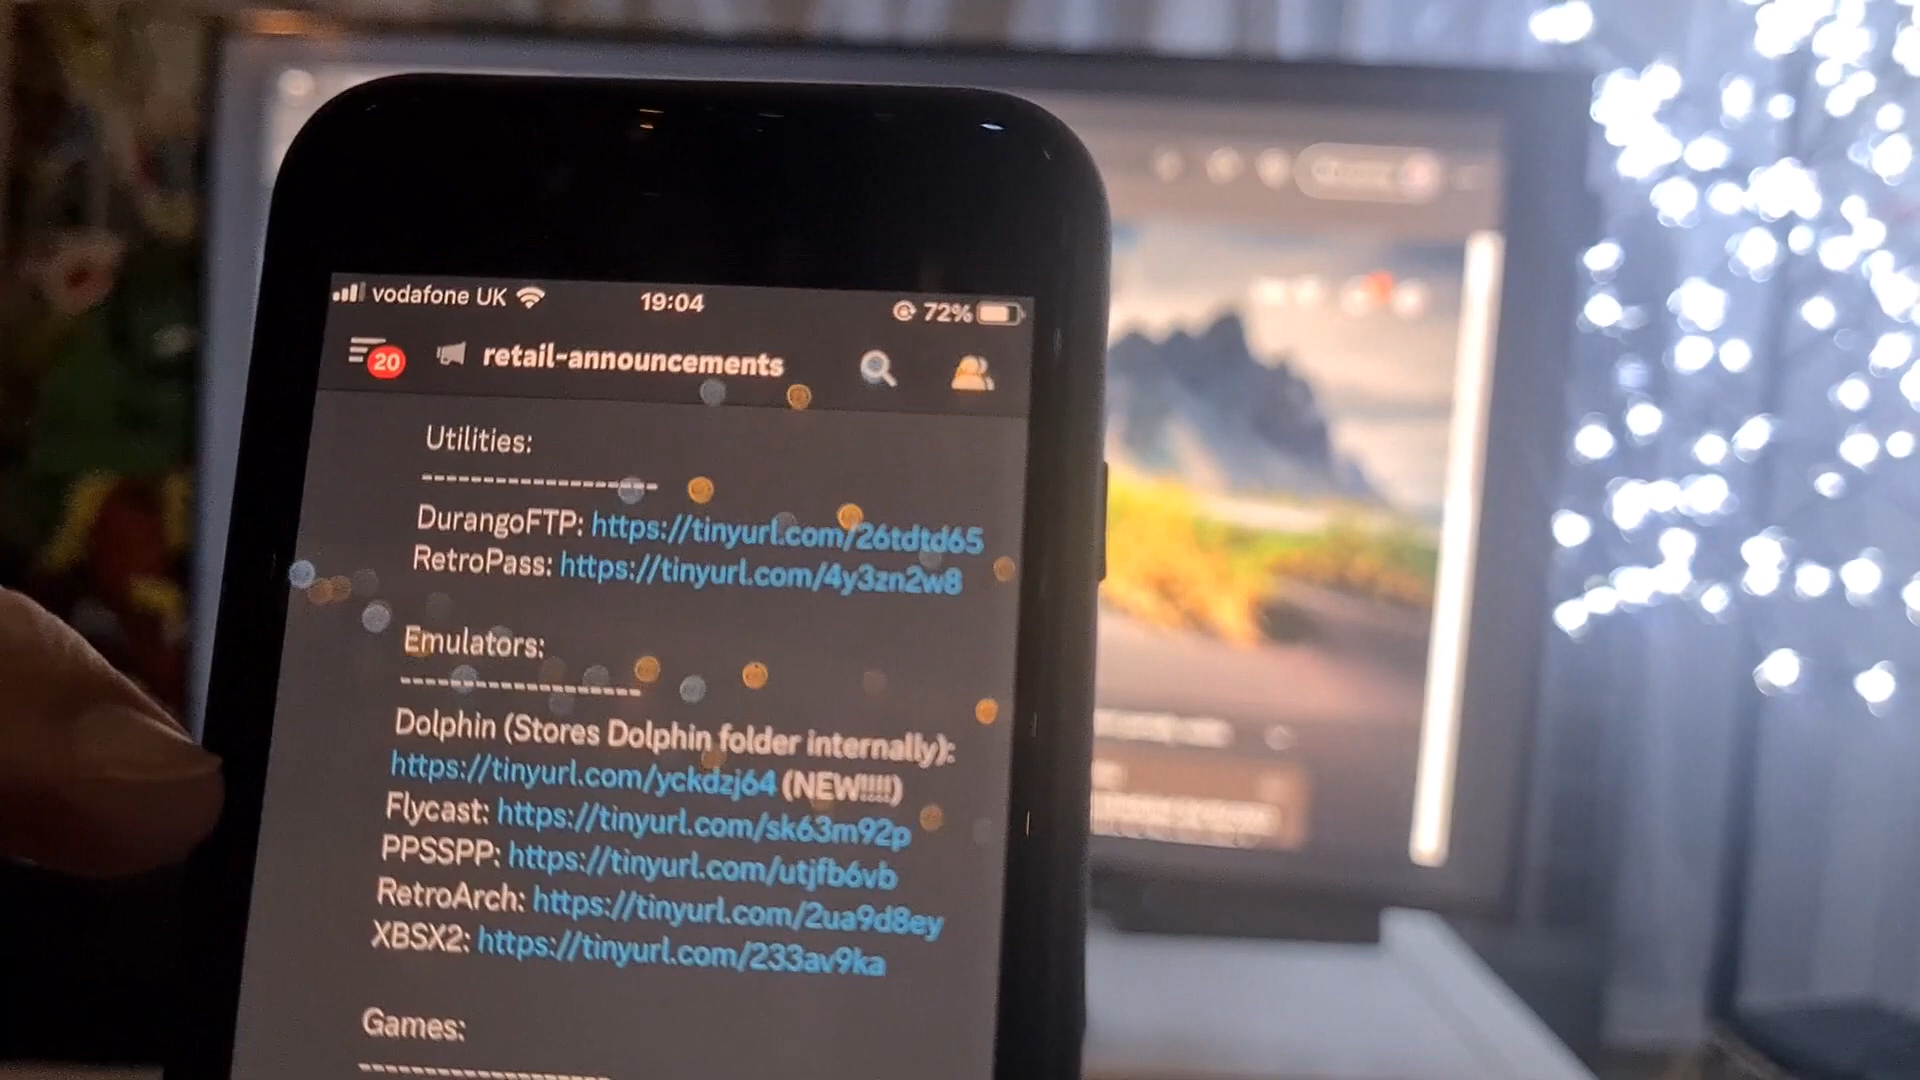 vodafone UK 19:04 72%
20 retail-announcements
Utilities:
-------------------
DurangoFTP: https://tinyurl.com/26tdtd65
RetroPass: https://tinyurl.com/4y3zn2w8
Emulators:
-------------------
Dolphin (Stores Dolphin folder internally):
https://tinyurl.com/yckdzj64 (NEW!!!!)
Flycast: https://tinyurl.com/sk63m92p
PPSSPP: https://tinyurl.com/utjfb6vb
RetroArch: https://tinyurl.com/2ua9d8ey
XBSX2: https://tinyurl.com/233av9ka
Games:
-------------------